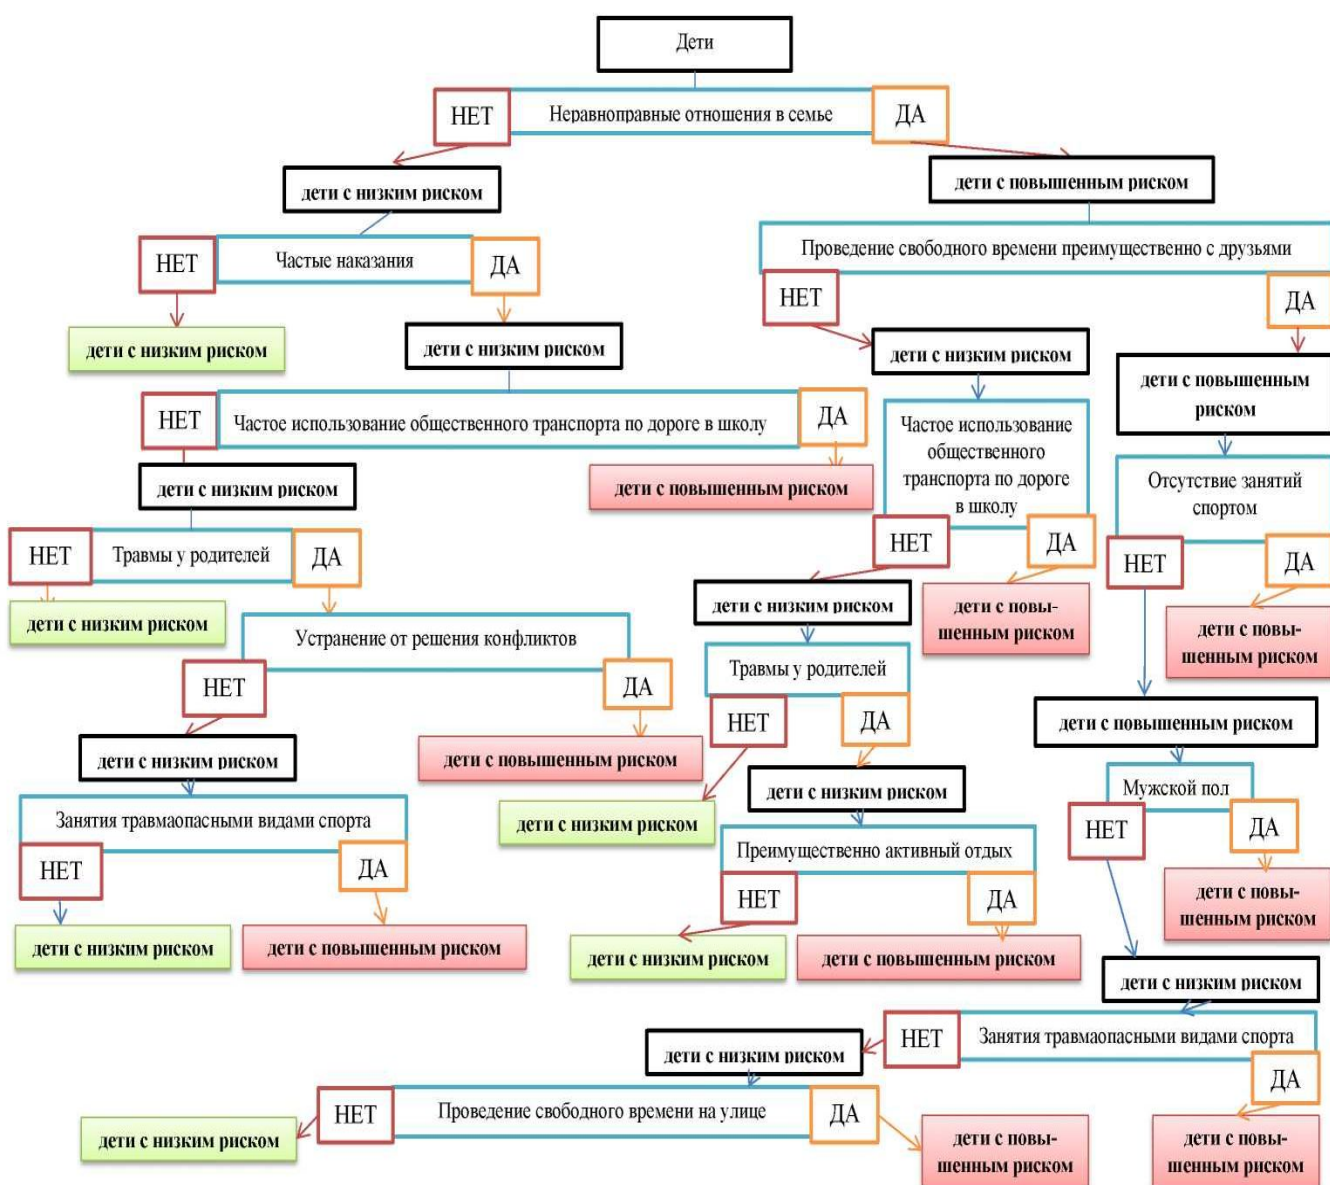 Дети
НЕТ
Неравноправные отношения в семье
ДА
дети с низким риском
дети с повышенным риском
НЕТ
Частые наказания
ДА
Проведение свободного времени преимущественно с друзьями
НЕТ
ДА
дети с низким риском
дети с низким риском
дети с низким риском
дети с повышенным
риском
НЕТ
Частое использование общественного транспорта по дороге в школу
ДА
Частое использование
общественного
транспорта по дороге
в школу
дети с низким риском
дети с повышенным риском
Отсутствие занятий
спортом
НЕТ
Травмы у родителей
ДА
НЕТ
ДА
НЕТ
ДА
дети с низким риском
Устранение от решения конфликтов
дети с низким риском
дети с повы-
шенным риском
дети с повы-
шенным риском
НЕТ
ДА
Травмы у родителей
НЕТ
ДА
дети с повышенным риском
дети с низким риском
дети с повышенным риском
дети с низким риском
Мужской пол
Занятия травмаопасными видами спорта
дети с низким риском
НЕТ
ДА
НЕТ
ДА
Преимущественно активный отдых
НЕТ
ДА
дети с повы-
шенным риском
дети с низким риском
дети с повышенным риском
дети с низким риском
дети с повышенным риском
дети с низким риском
НЕТ
Занятия травмаопасными видами спорта
дети с низким риском
ДА
НЕТ
Проведение свободного времени на улице
ДА
дети с низким риском
дети с повы-
шенным риском
дети с повы-
шенным риском